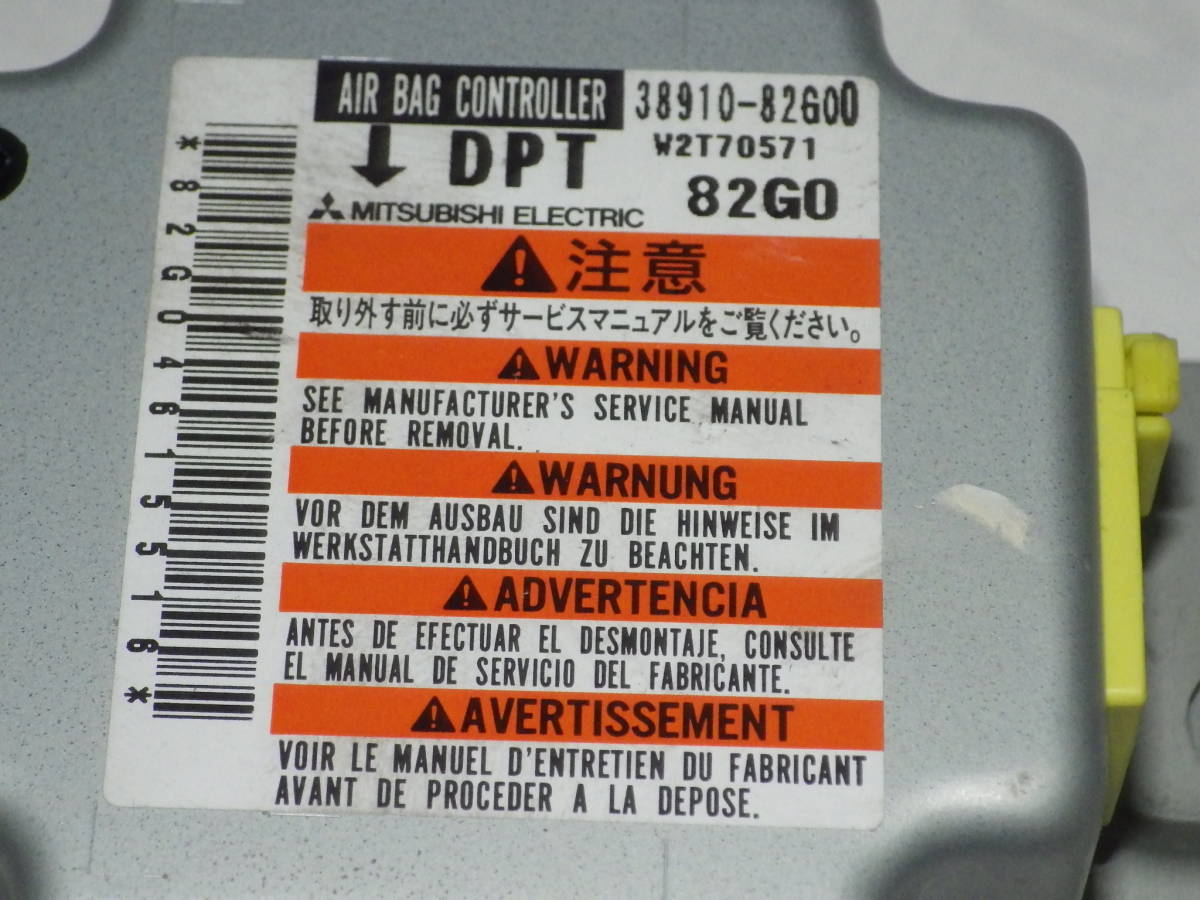 AIR BAG CONTROLLER 38910-82G00
DPT W2T70571
MITSUBISHI ELECTRIC 82G0
注意
取り外す前に必ずサービスマニュアルをご覧ください。
WARNING
SEE MANUFACTURER'S SERVICE MANUAL
BEFORE REMOVAL.
WARNUNG
VOR DEM AUSBAU SIND DIE HINWEISE IM
WERKSTATTHANDBUCH ZU BEACHTEN.
ADVERTENCIA
ANTES DE EFECTUAR EL DESMONTAJE, CONSULTE
EL MANUAL DE SERVICIO DEL FABRICANTE.
AVERTISSEMENT
VOIR LE MANUEL D'ENTRETIEN DU FABRICANT
AVANT DE PROCEDER A LA DEPOSE.
*82G04615516*